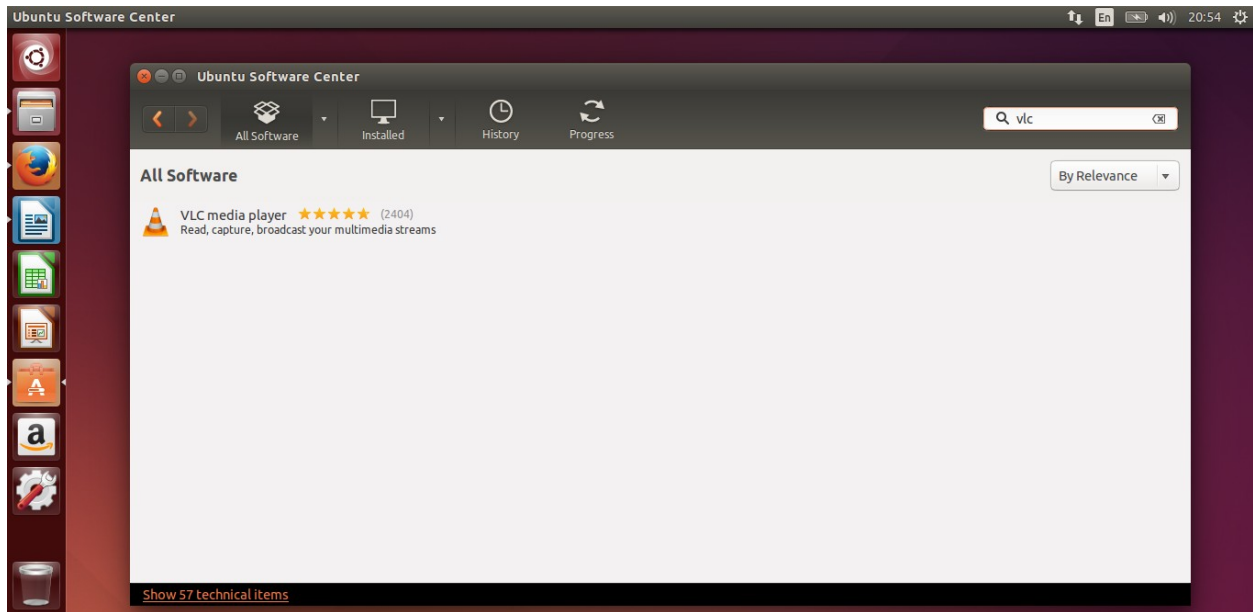 Ubuntu Software Center
En
20:54
Ubuntu Software Center
All Software
Installed
History
Progress
vlc
All Software
By Relevance
VLC media player (2404)
Read, capture, broadcast your multimedia streams
a
Show 57 technical items